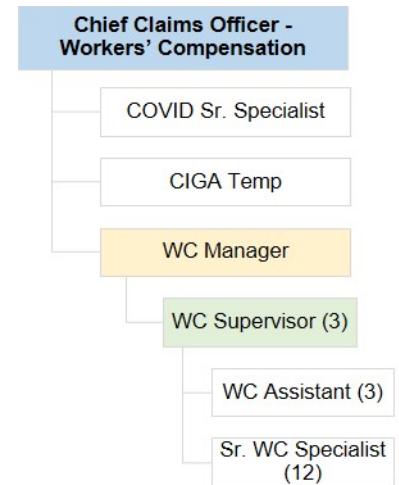 Chief Claims Officer -
Workers’ Compensation
COVID Sr. Specialist
CIGA Temp
WC Manager
WC Supervisor (3)
WC Assistant (3)
Sr. WC Specialist
(12)